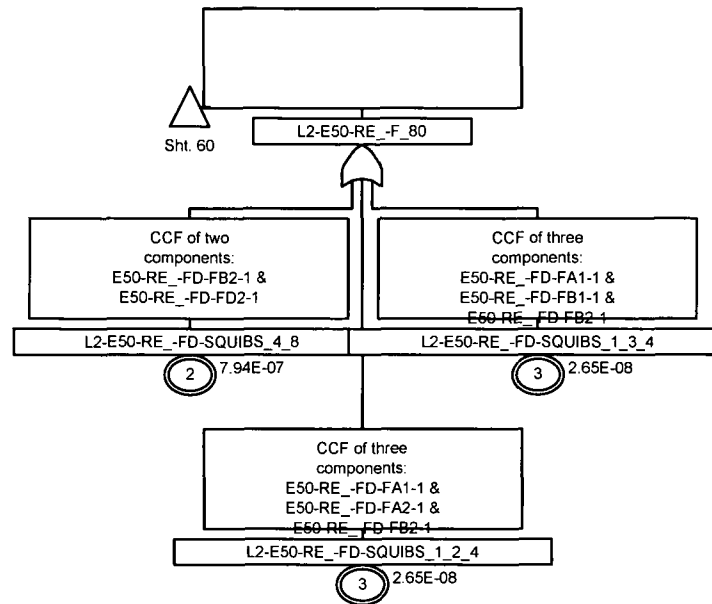 Sht. 60
L2-E50-RE_-F_80
CCF of two
components:
E50-RE_-FD-FB2-1 &
E50-RE_-FD-FD2-1
L2-E50-RE_-FD-SQUIBS_4_8
2
7.94E-07
CCF of three
components:
E50-RE_-FD-FA1-1 &
E50-RE_-FD-FB1-1 &
E50-RE_-FD-FB2-1
L2-E50-RE_-FD-SQUIBS_1_3_4
3
2.65E-08
CCF of three
components:
E50-RE_-FD-FA1-1 &
E50-RE_-FD-FA2-1 &
E50-RE_-FD-FB2-1
L2-E50-RE_-FD-SQUIBS_1_2_4
3
2.65E-08